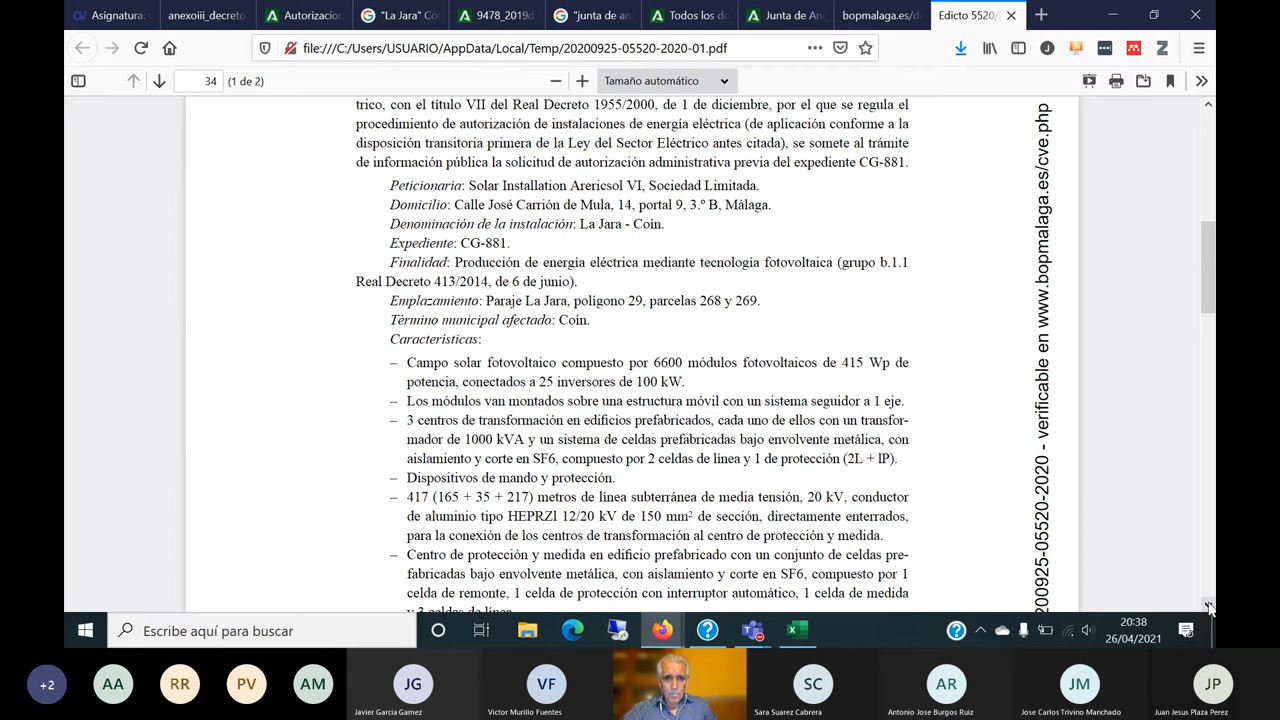 Asignatura:
anexoiii_decreto
Autorizacion
"La Jara" Co
9478_2019d
"junta de an
Todos los do
Junta de An
bopmalaga.es/d
Edicto 5520/
file:///C:/Users/USUARIO/AppData/Local/Temp/20200925-05520-2020-01.pdf
34 (1 de 2)
Tamaño automático
trico, con el título VII del Real Decreto 1955/2000, de 1 de diciembre, por el que se regula el
procedimiento de autorización de instalaciones de energía eléctrica (de aplicación conforme a la
disposición transitoria primera de la Ley del Sector Eléctrico antes citada), se somete al trámite
de información pública la solicitud de autorización administrativa previa del expediente CG-881.
Peticionaria: Solar Installation Arericsol VI, Sociedad Limitada.
Domicilio: Calle José Carrión de Mula, 14, portal 9, 3.º B, Málaga.
Denominación de la instalación: La Jara - Coín.
Expediente: CG-881.
Finalidad: Producción de energía eléctrica mediante tecnología fotovoltaica (grupo b.1.1
Real Decreto 413/2014, de 6 de junio).
Emplazamiento: Paraje La Jara, polígono 29, parcelas 268 y 269.
Término municipal afectado: Coín.
Características:
– Campo solar fotovoltaico compuesto por 6600 módulos fotovoltaicos de 415 Wp de
potencia, conectados a 25 inversores de 100 kW.
– Los módulos van montados sobre una estructura móvil con un sistema seguidor a 1 eje.
– 3 centros de transformación en edificios prefabricados, cada uno de ellos con un transfor-
mador de 1000 kVA y un sistema de celdas prefabricadas bajo envolvente metálica, con
aislamiento y corte en SF6, compuesto por 2 celdas de línea y 1 de protección (2L + lP).
– Dispositivos de mando y protección.
– 417 (165 + 35 + 217) metros de línea subterránea de media tensión, 20 kV, conductor
de aluminio tipo HEPRZl 12/20 kV de 150 mm² de sección, directamente enterrados,
para la conexión de los centros de transformación al centro de protección y medida.
– Centro de protección y medida en edificio prefabricado con un conjunto de celdas pre-
fabricadas bajo envolvente metálica, con aislamiento y corte en SF6, compuesto por 1
celda de remonte, 1 celda de protección con interruptor automático, 1 celda de medida
y 3 celdas de línea.
200925-05520-2020 - verificable en www.bopmalaga.es/cve.php
Escribe aquí para buscar
20:38
26/04/2021
+2
AA
RR
PV
AM
JG
Javier Garcia Gamez
VF
Victor Murillo Fuentes
SC
Sara Suarez Cabrera
AR
Antonio Jose Burgos Ruiz
JM
Jose Carlos Trivino Manchado
JP
Juan Jesus Plaza Perez